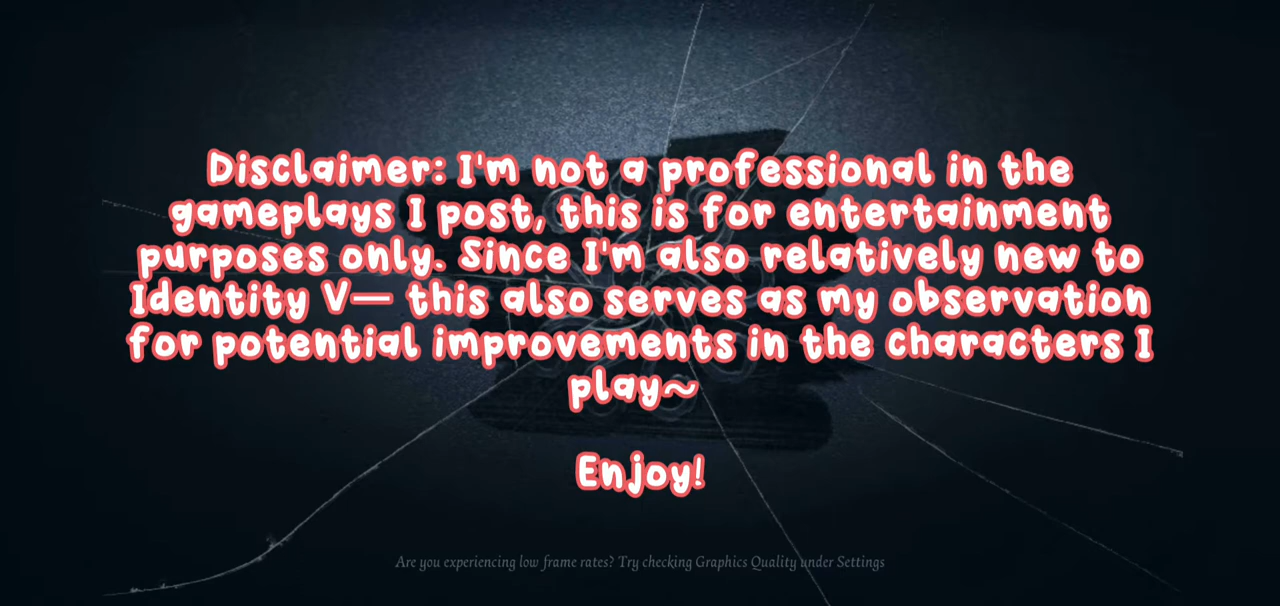 Disclaimer: I'm not a professional in the
gameplays I post, this is for entertainment
purposes only. Since I'm also relatively new to
Identity V— this also serves as my observation
for potential improvements in the characters I
play~
Enjoy!
Are you experiencing low frame rates? Try checking Graphics Quality under Settings